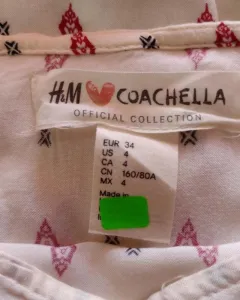 H&M COACHELLA
OFFICIAL COLLECTION
EUR 34
US 4
CA 4
CN 160/80A
MX 4
Made in